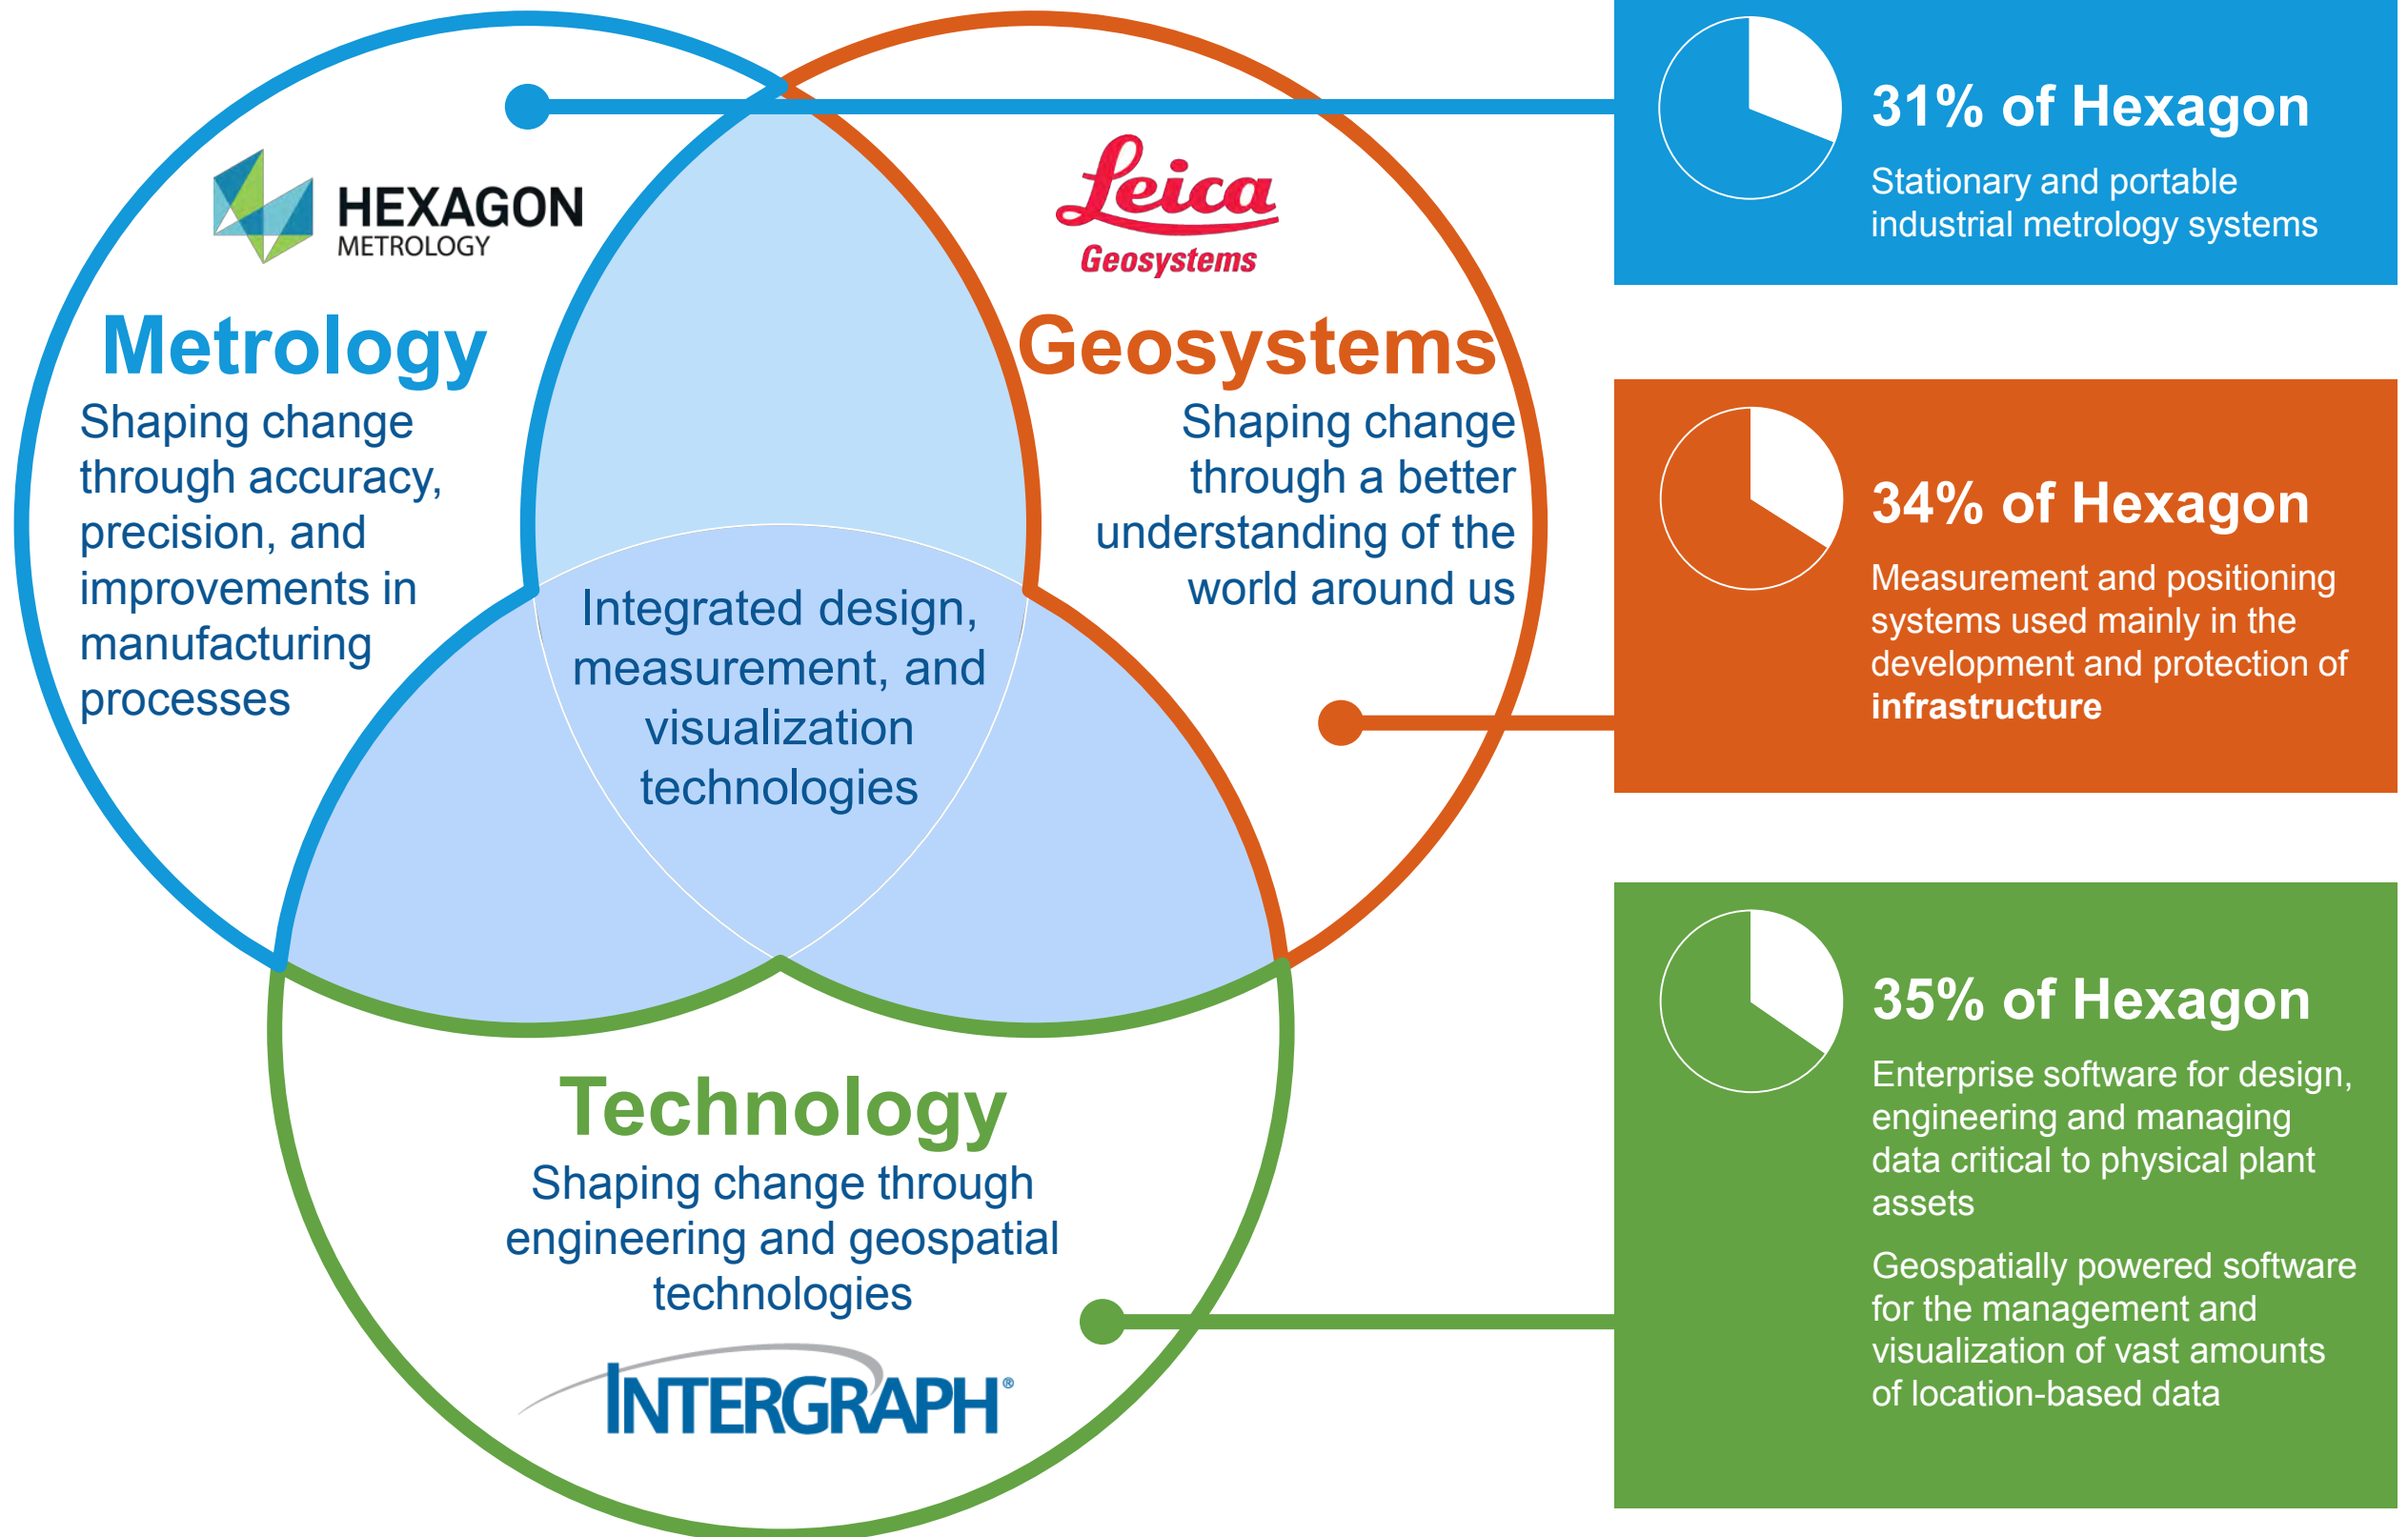 HEXAGON
METROLOGY
Metrology
Shaping change
through accuracy,
precision, and
improvements in
manufacturing
processes
Leica
Geosystems
Geosystems
Shaping change
through a better
understanding of the
world around us
Integrated design,
measurement, and
visualization
technologies
Technology
Shaping change through
engineering and geospatial
technologies
INTERGRAPH®
31% of Hexagon
Stationary and portable
industrial metrology systems
34% of Hexagon
Measurement and positioning
systems used mainly in the
development and protection of
infrastructure
35% of Hexagon
Enterprise software for design,
engineering and managing
data critical to physical plant
assets
Geospatially powered software
for the management and
visualization of vast amounts
of location-based data